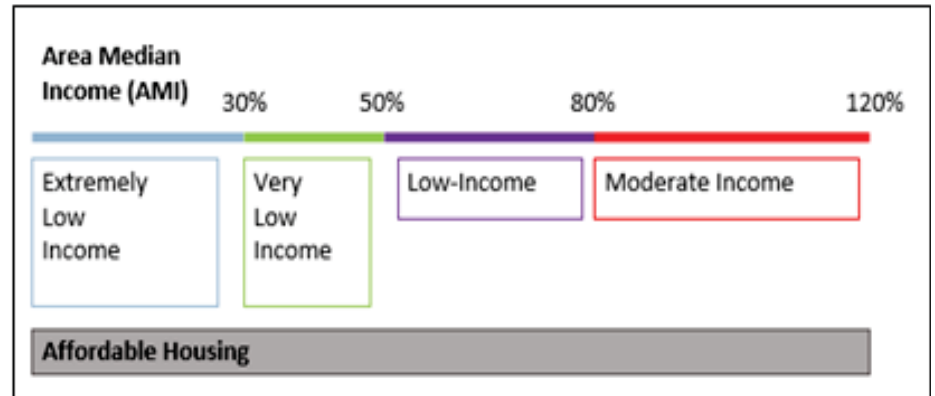 Area Median
Income (AMI)
30%
50%
80%
120%
Extremely
Low
Income
Very
Low
Income
Low-Income
Moderate Income
Affordable Housing